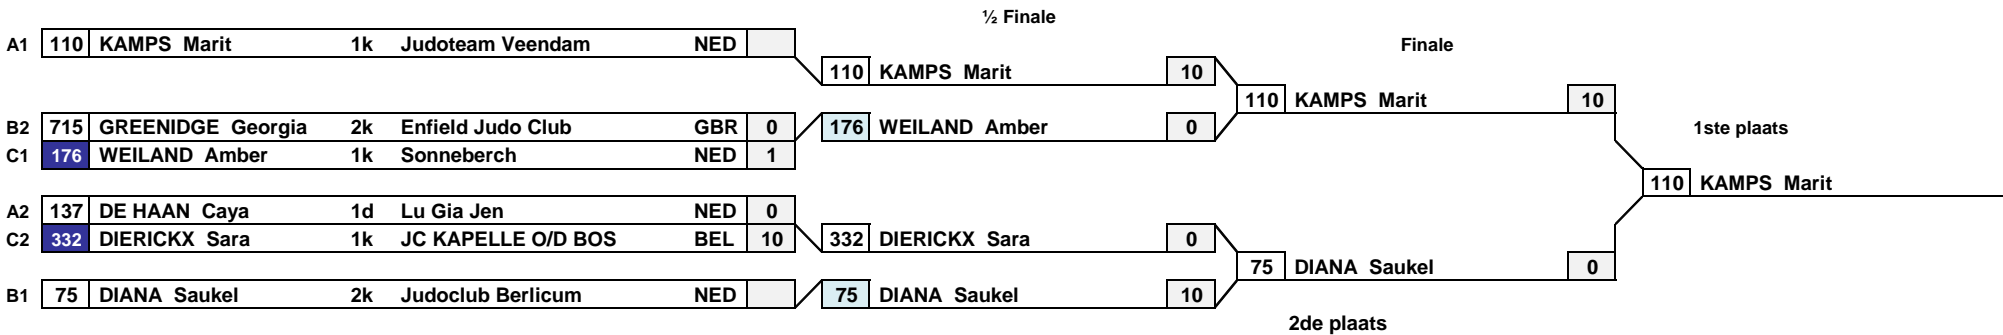 ½ Finale
A1 110 KAMPS Marit 1k Judoteam Veendam NED
Finale
110 KAMPS Marit 10
110 KAMPS Marit 10
B2 715 GREENIDGE Georgia 2k Enfield Judo Club GBR 0
176 WEILAND Amber 0
1ste plaats
C1 176 WEILAND Amber 1k Sonneberch NED 1
110 KAMPS Marit
A2 137 DE HAAN Caya 1d Lu Gia Jen NED 0
C2 332 DIERICKX Sara 1k JC KAPELLE O/D BOS BEL 10
332 DIERICKX Sara 0
75 DIANA Saukel 0
B1 75 DIANA Saukel 2k Judoclub Berlicum NED
75 DIANA Saukel 10
2de plaats